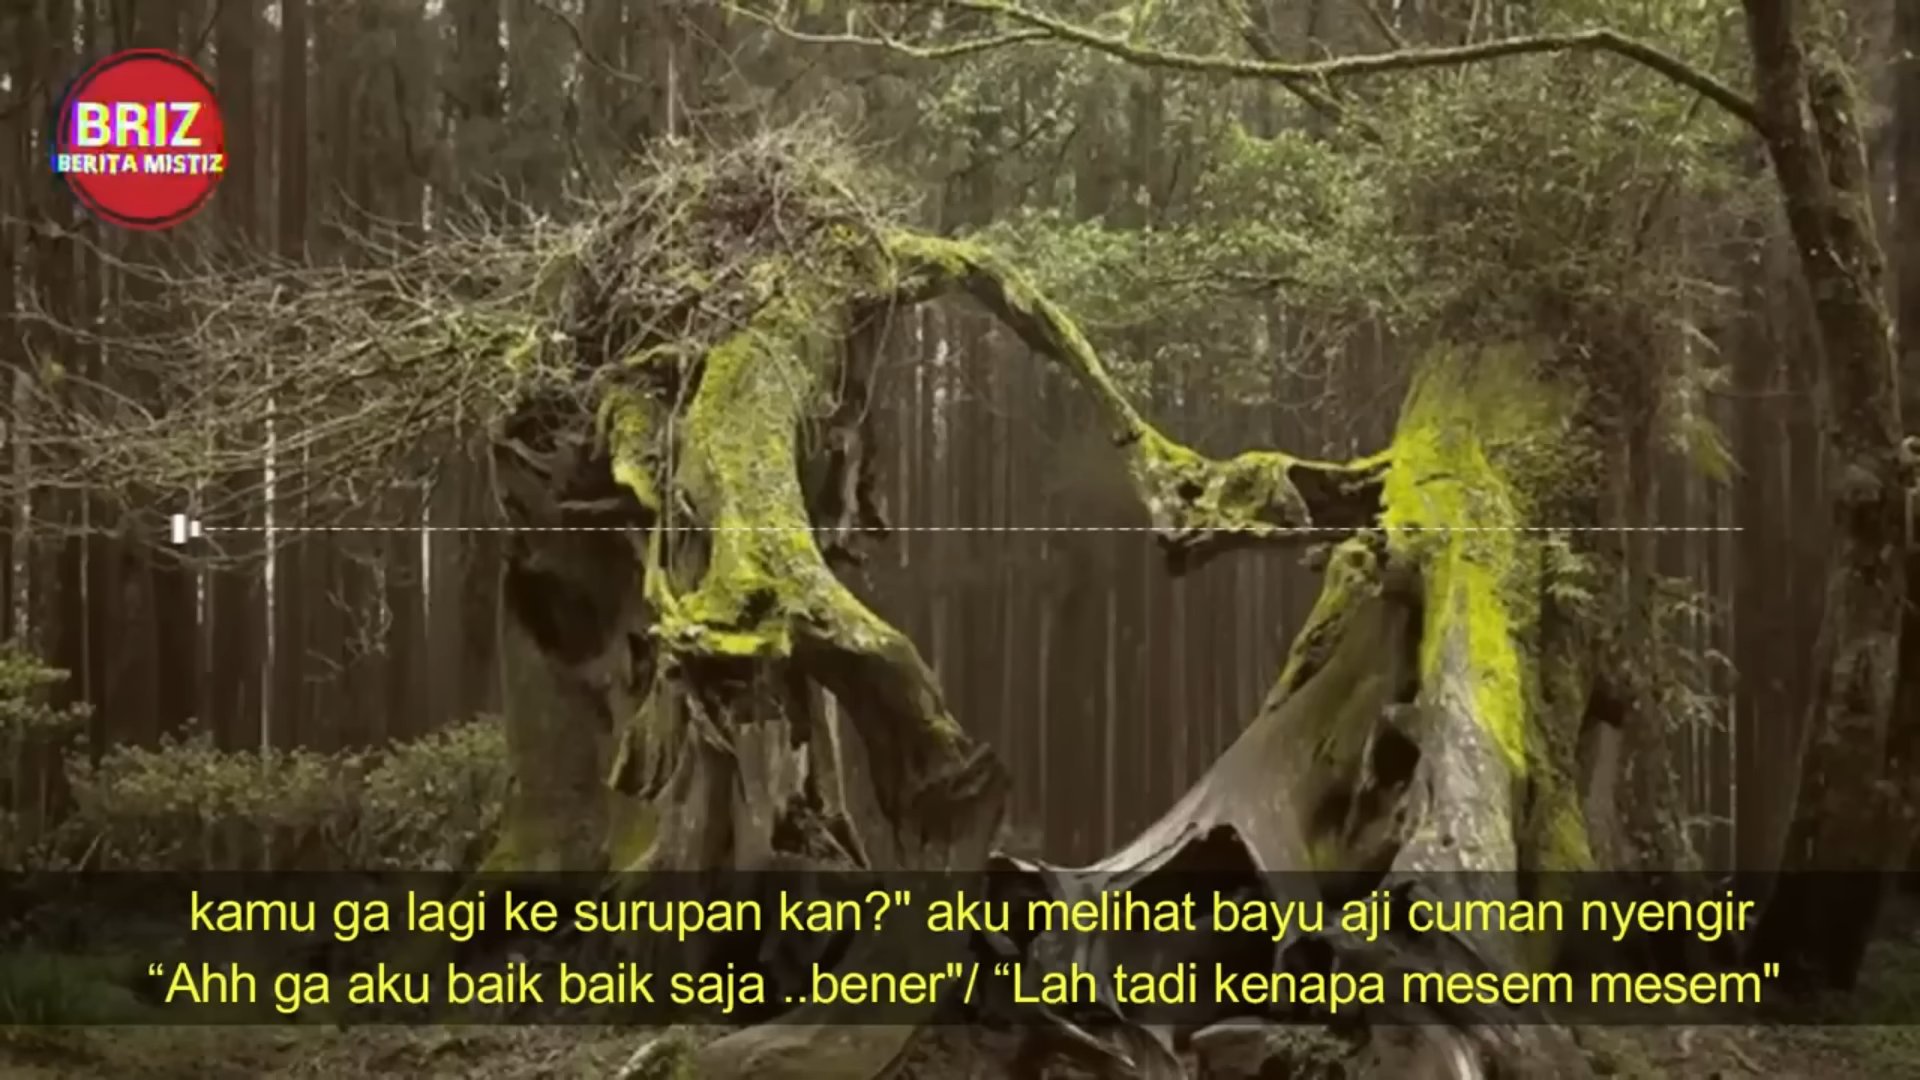 BRIZ
BERITA MISTIZ
kamu ga lagi ke surupan kan?" aku melihat bayu aji cuman nyengir
“Ahh ga aku baik baik saja ..bener"/ “Lah tadi kenapa mesem mesem"